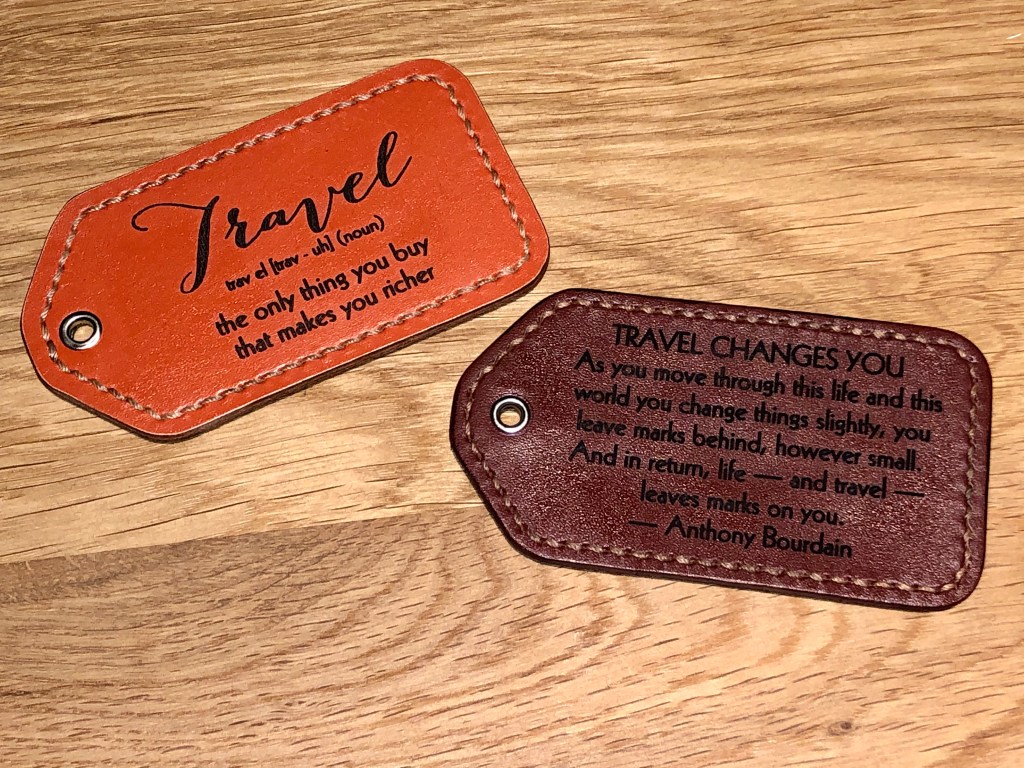 Travel
trav el [trav - uhl] (noun)
the only thing you buy
that makes you richer
TRAVEL CHANGES YOU
As you move through this life and this
world you change things slightly, you
leave marks behind, however small.
And in return, life — and travel —
leaves marks on you.
— Anthony Bourdain